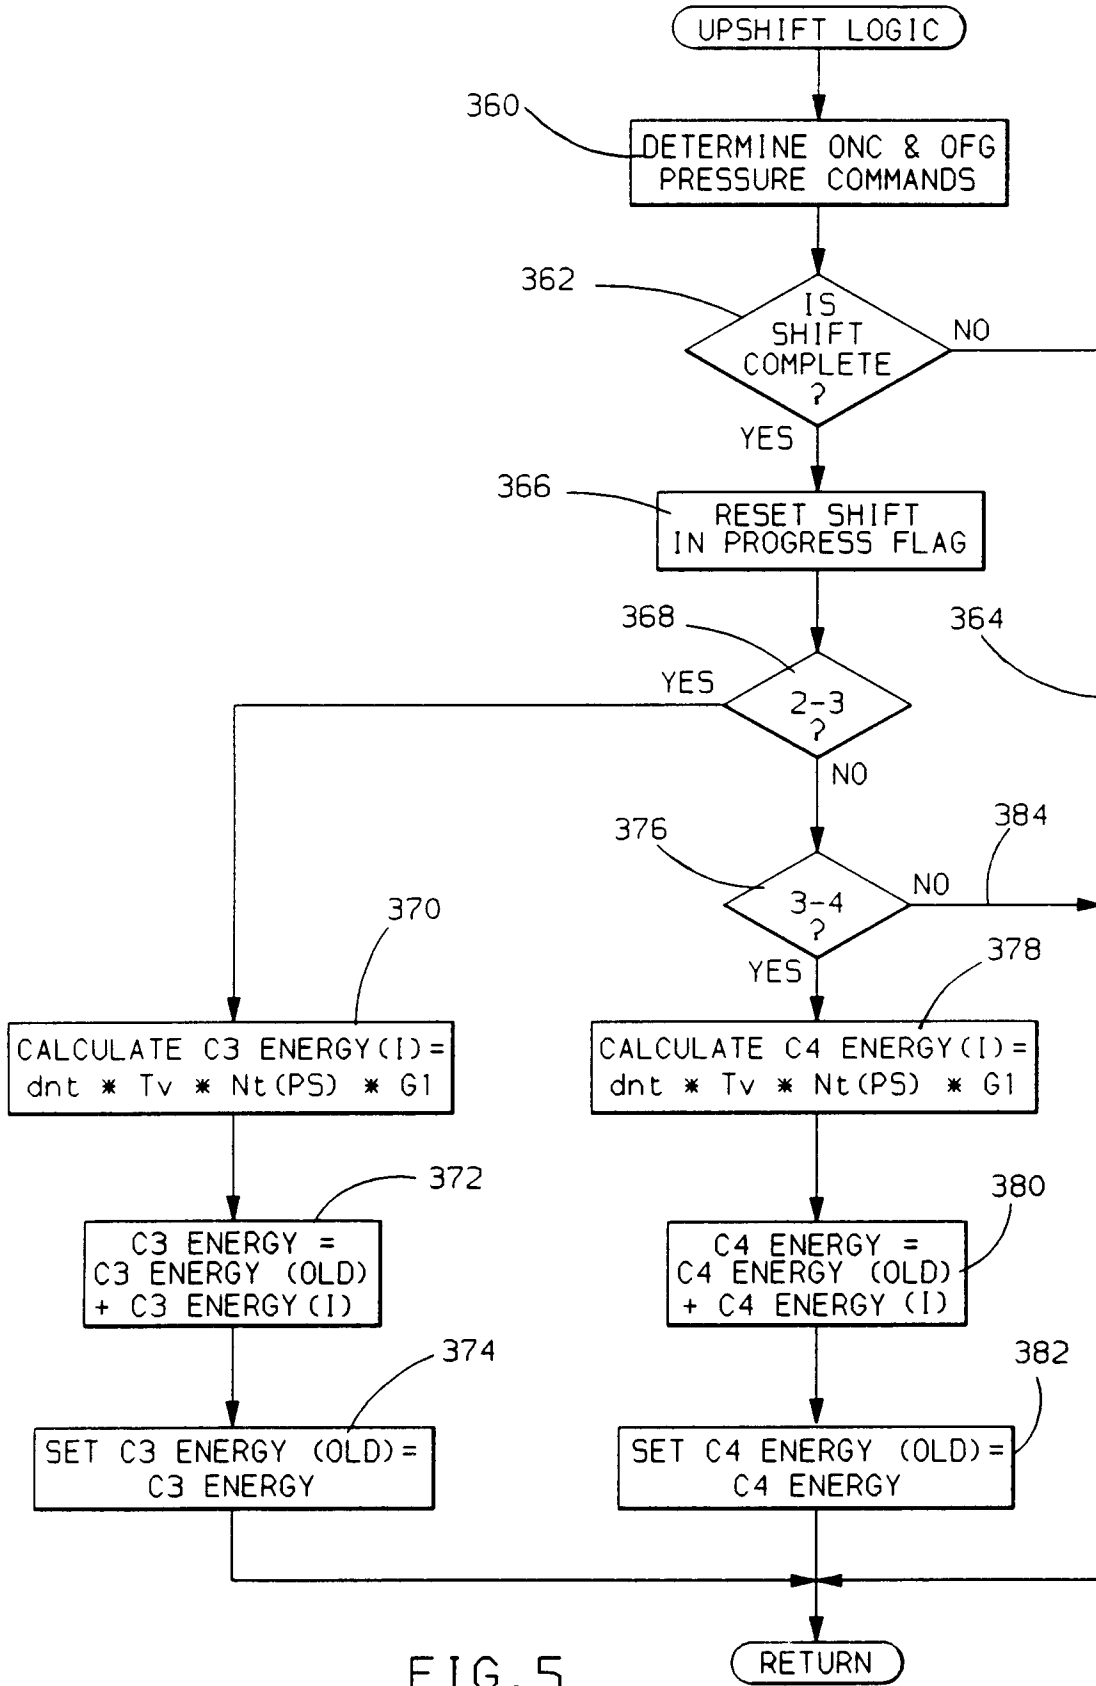 UPSHIFT LOGIC
360
DETERMINE ONC & OFG
PRESSURE COMMANDS
362
IS
SHIFT
COMPLETE
?
NO
YES
366
RESET SHIFT
IN PROGRESS FLAG
368
364
YES
2-3
?
NO
376
384
3-4
?
NO
YES
370
378
CALCULATE C3 ENERGY(I)=
dnt * Tv * Nt(PS) * G1
CALCULATE C4 ENERGY(I)=
dnt * Tv * Nt(PS) * G1
372
380
C3 ENERGY =
C3 ENERGY (OLD)
+ C3 ENERGY(I)
C4 ENERGY =
C4 ENERGY (OLD)
+ C4 ENERGY (I)
374
382
SET C3 ENERGY (OLD)=
C3 ENERGY
SET C4 ENERGY (OLD)=
C4 ENERGY
RETURN
FIG.5